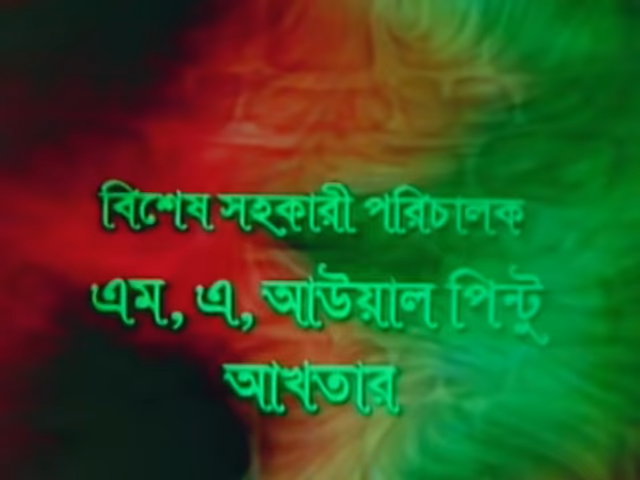 বিশেষ সহকারী পরিচালক
এম, এ, আউয়াল পিন্টু
আখতার